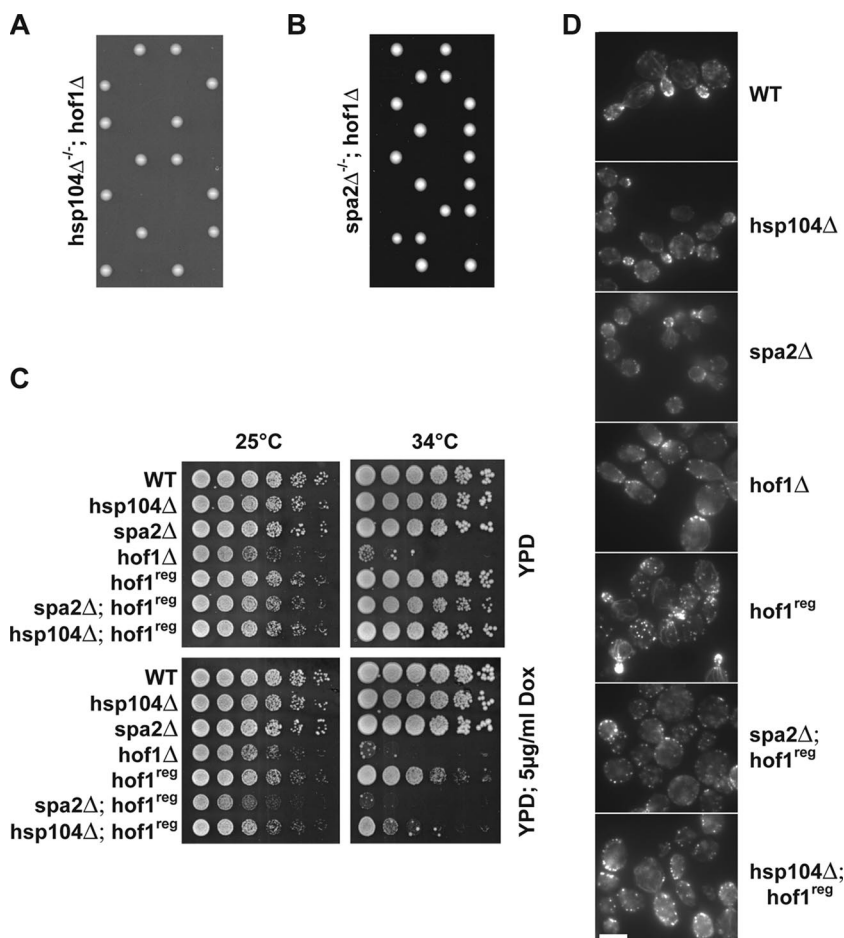 A
B
D
hsp104Δ-/-; hof1Δ
spa2Δ-/-; hof1Δ
WT
hsp104Δ
spa2Δ
hof1Δ
hof1reg
spa2Δ;
hof1reg
hsp104Δ;
hof1reg
C
25°C
34°C
WT
hsp104Δ
spa2Δ
hof1Δ
hof1reg
spa2Δ; hof1reg
hsp104Δ; hof1reg
YPD
WT
hsp104Δ
spa2Δ
hof1Δ
hof1reg
spa2Δ; hof1reg
hsp104Δ; hof1reg
YPD; 5µg/ml Dox